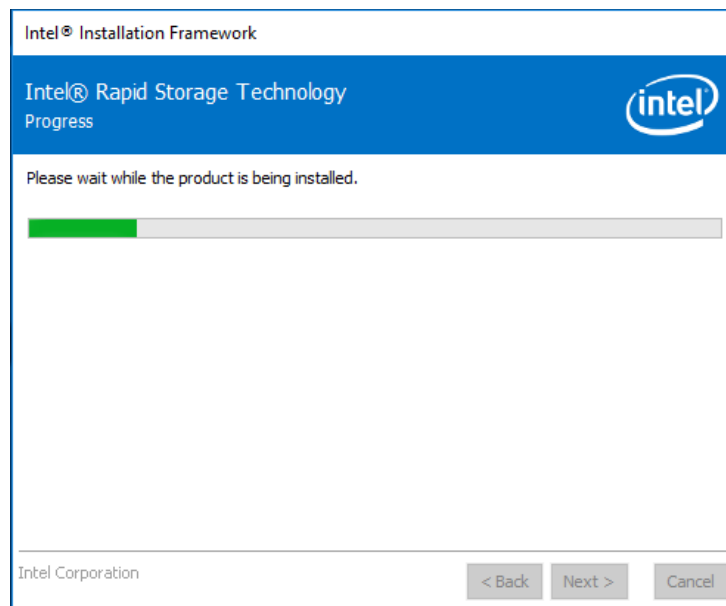 Intel® Installation Framework
Intel® Rapid Storage Technology
Progress
intel
Please wait while the product is being installed.
Intel Corporation
< Back
Next >
Cancel